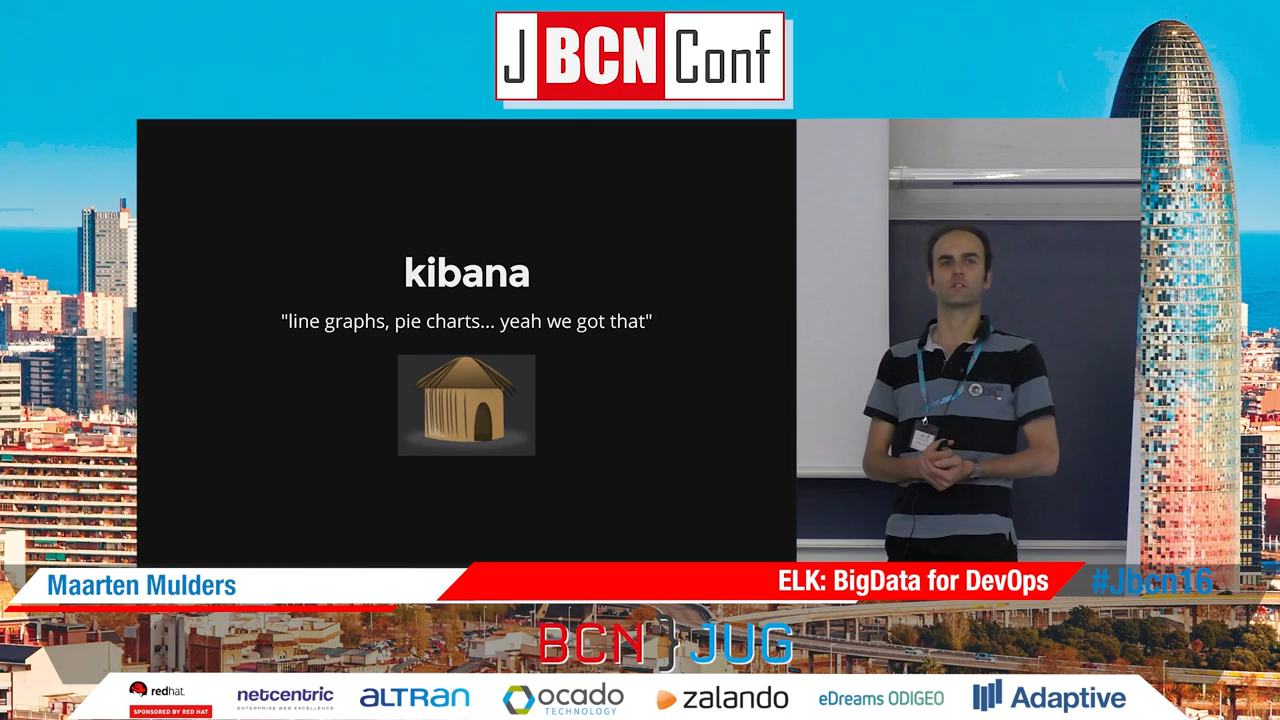 J BCN Conf
kibana
"line graphs, pie charts... yeah we got that"
Maarten Mulders
ELK: BigData for DevOps
#Jbcn16
BCN JUG
redhat.
SPONSORED BY RED HAT
netcentric
ENTERPRISE WEB EXCELLENCE
ALTRAN
ocado
TECHNOLOGY
zalando
eDreams ODIGEO
Adaptive